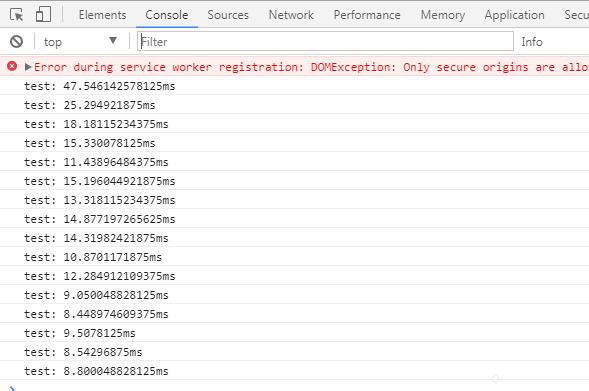 Elements Console Sources Network Performance Memory Application Secu
top Filter Info
Error during service worker registration: DOMException: Only secure origins are allo
test: 47.546142578125ms
test: 25.294921875ms
test: 18.18115234375ms
test: 15.330078125ms
test: 11.43896484375ms
test: 15.196044921875ms
test: 13.318115234375ms
test: 14.877197265625ms
test: 14.31982421875ms
test: 10.8701171875ms
test: 12.284912109375ms
test: 9.050048828125ms
test: 8.448974609375ms
test: 9.5078125ms
test: 8.54296875ms
test: 8.800048828125ms